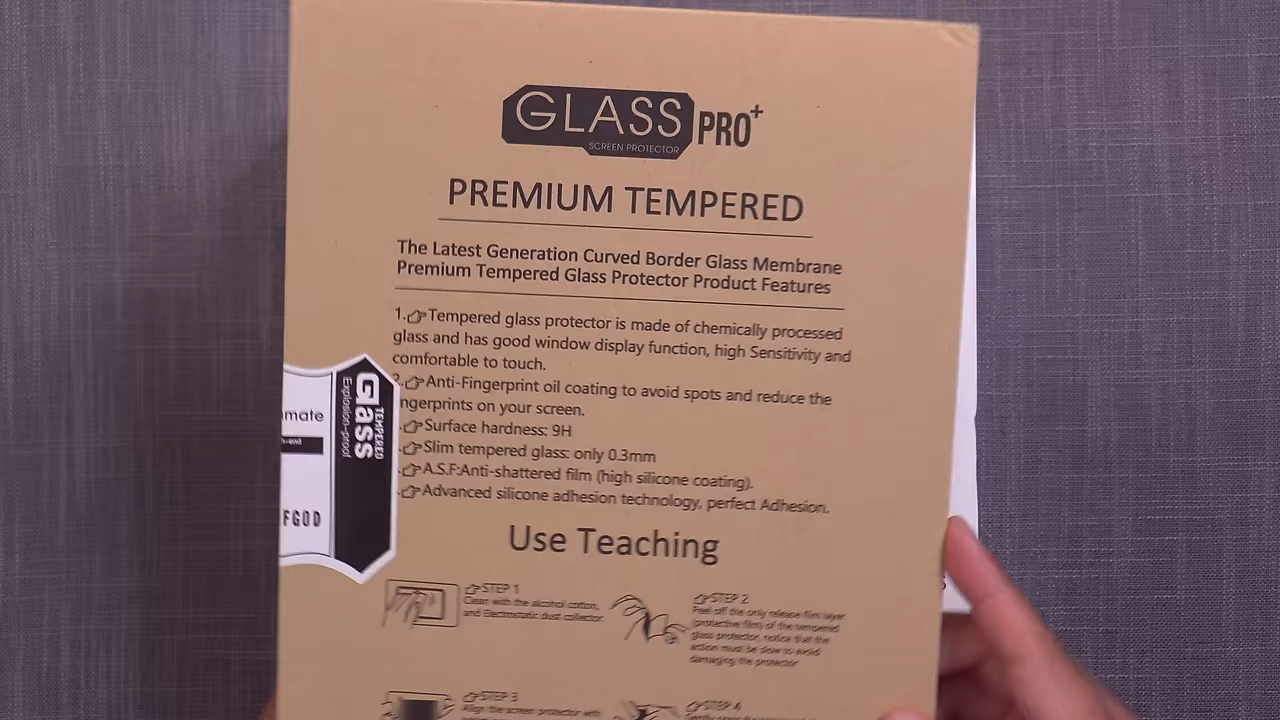 GLASS PRO+
SCREEN PROTECTOR
PREMIUM TEMPERED
The Latest Generation Curved Border Glass Membrane
Premium Tempered Glass Protector Product Features
1.👉Tempered glass protector is made of chemically processed
glass and has good window display function, high Sensitivity and
comfortable to touch.
👉Anti-Fingerprint oil coating to avoid spots and reduce the
ngerprints on your screen.
👉Surface hardness: 9H
👉Slim tempered glass: only 0.3mm
👉A.S.F:Anti-shattered film (high silicone coating).
👉Advanced silicone adhesion technology, perfect Adhesion.
TEMPERED
Glass
Explosion-proof
mate
FGOD
Use Teaching
👉STEP 1
Clean with the alcohol cotton,
and Electrostatic dust collector.
👉STEP 2
Peel off the only release film layer
(protective film) of the tempered
glass protector, notice that the
action must be slow to avoid
damaging the protector
👉STEP 3
Align the screen protector with
👉STEP 4